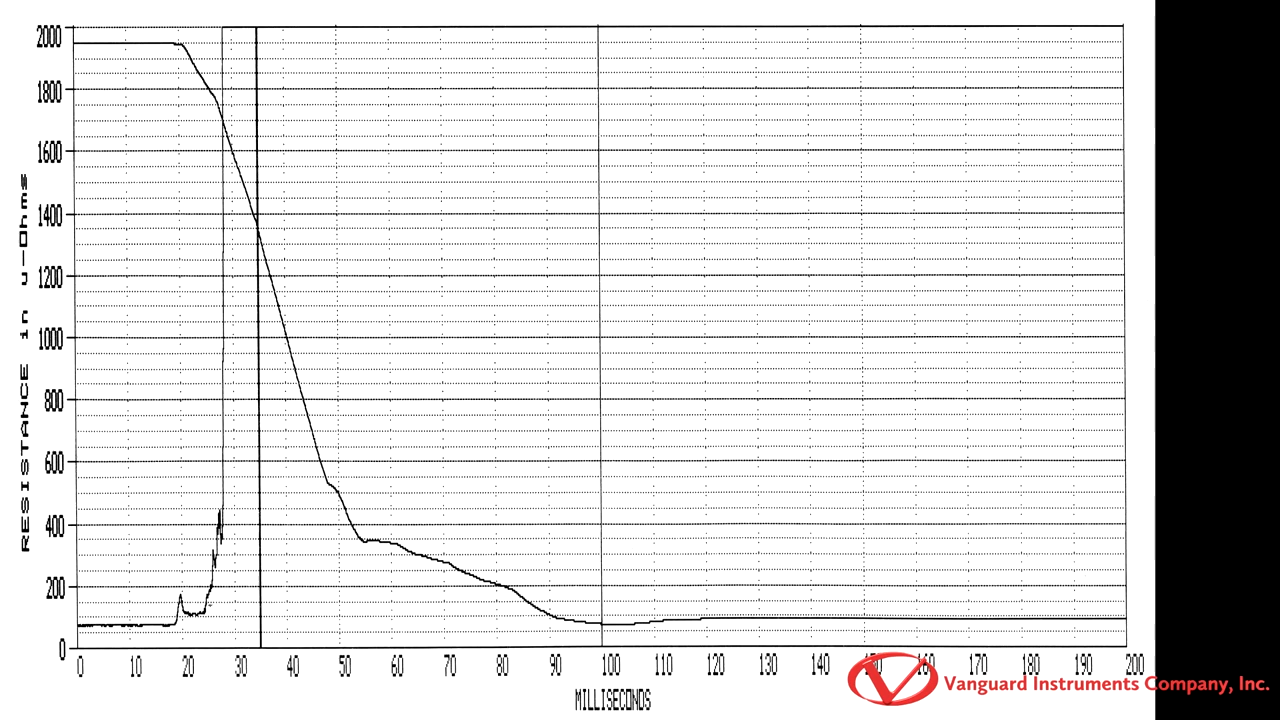 RESISTANCE in u-Ohms
2000
1800
1600
1400
1200
1000
800
600
400
200
0
0 10 20 30 40 50 60 70 80 90 100 110 120 130 140 150 160 170 180 190 200
MILLISECONDS
Vanguard Instruments Company, Inc.